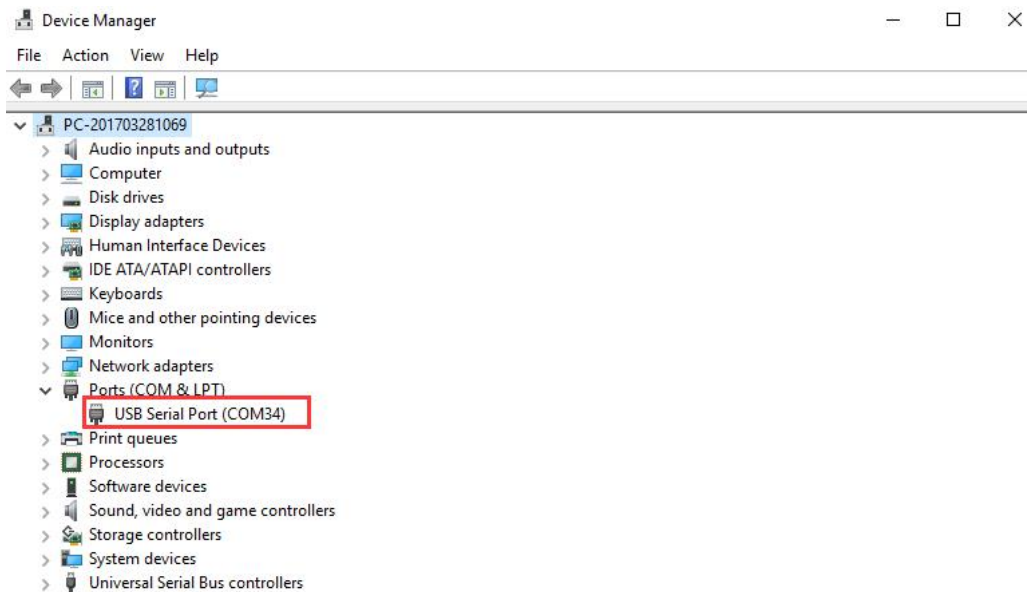 Device Manager
File Action View Help
PC-201703281069
Audio inputs and outputs
Computer
Disk drives
Display adapters
Human Interface Devices
IDE ATA/ATAPI controllers
Keyboards
Mice and other pointing devices
Monitors
Network adapters
Ports (COM & LPT)
USB Serial Port (COM34)
Print queues
Processors
Software devices
Sound, video and game controllers
Storage controllers
System devices
Universal Serial Bus controllers